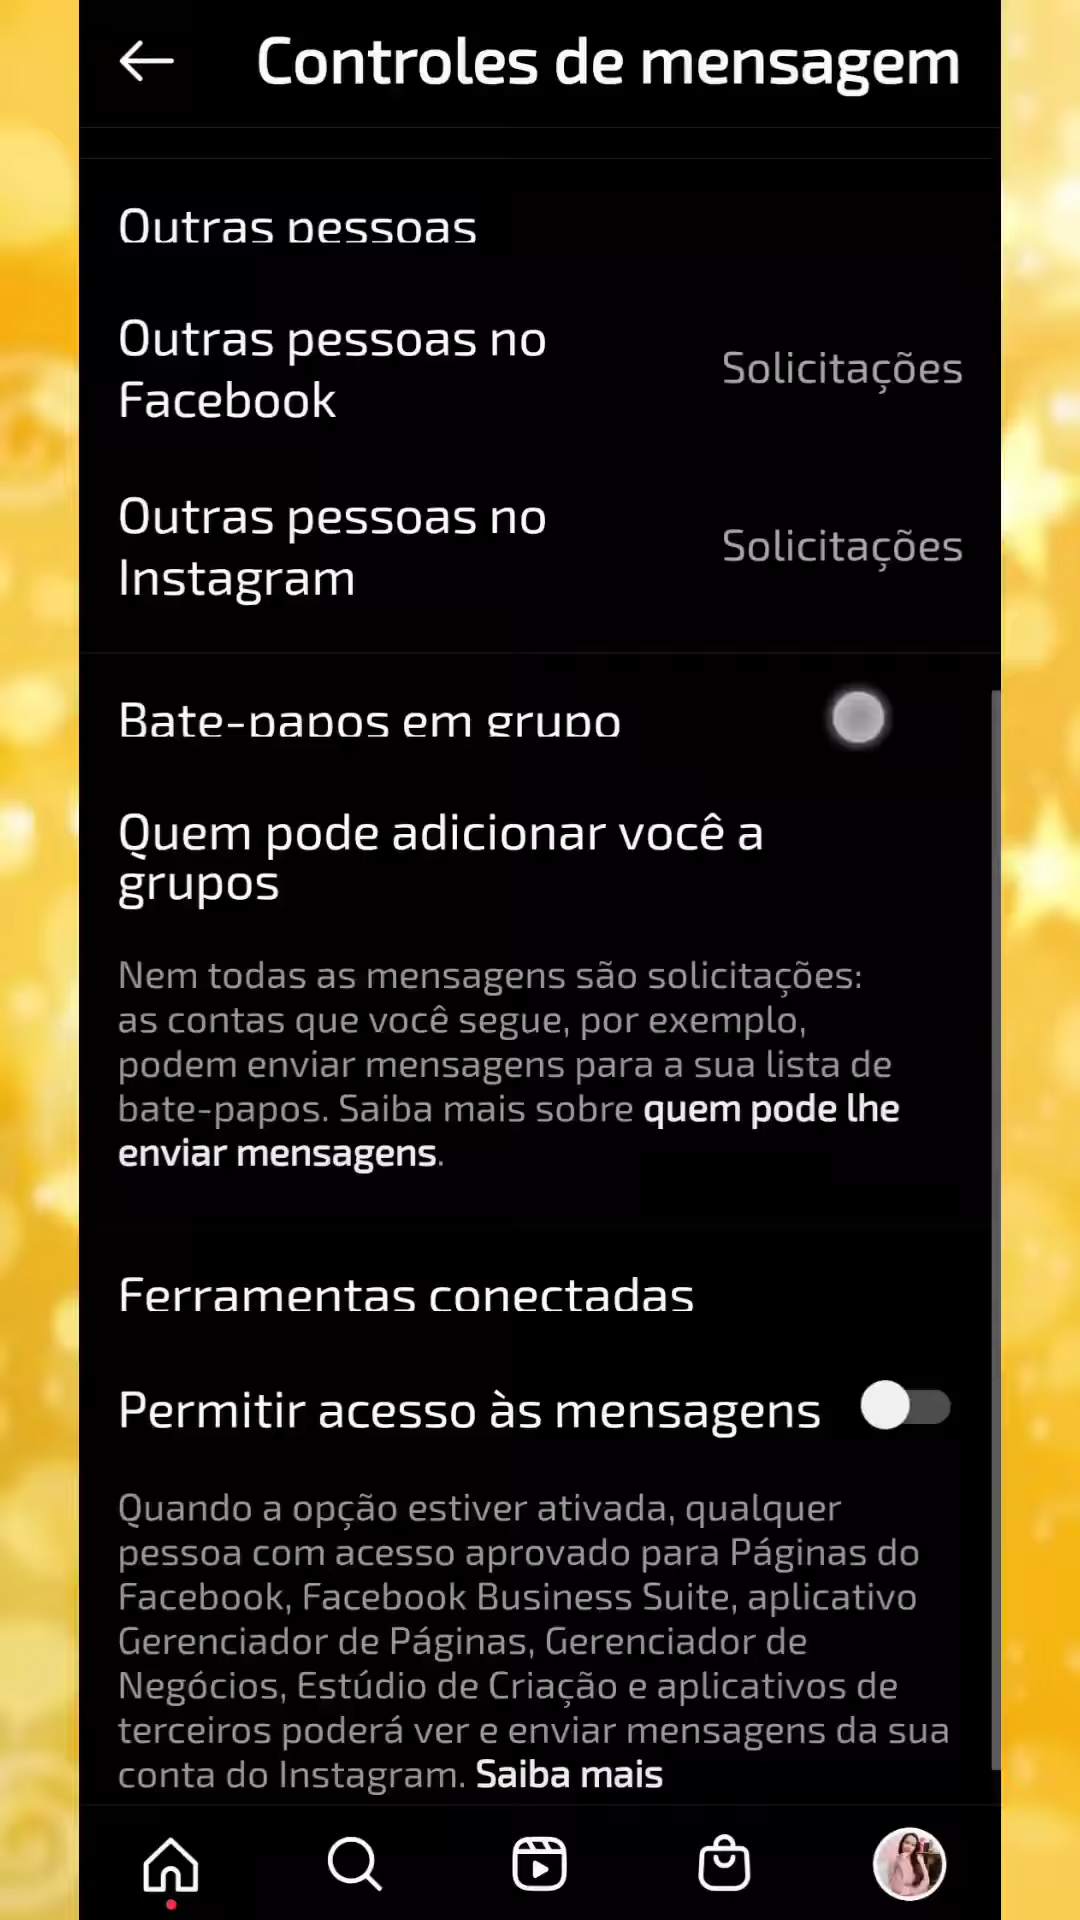 Controles de mensagem
Outras pessoas
Outras pessoas no
Facebook
Solicitações
Outras pessoas no
Instagram
Solicitações
Bate-papos em grupo
Quem pode adicionar você a
grupos
Nem todas as mensagens são solicitações:
as contas que você segue, por exemplo,
podem enviar mensagens para a sua lista de
bate-papos. Saiba mais sobre quem pode lhe
enviar mensagens.
Ferramentas conectadas
Permitir acesso às mensagens
Quando a opção estiver ativada, qualquer
pessoa com acesso aprovado para Páginas do
Facebook, Facebook Business Suite, aplicativo
Gerenciador de Páginas, Gerenciador de
Negócios, Estúdio de Criação e aplicativos de
terceiros poderá ver e enviar mensagens da sua
conta do Instagram. Saiba mais